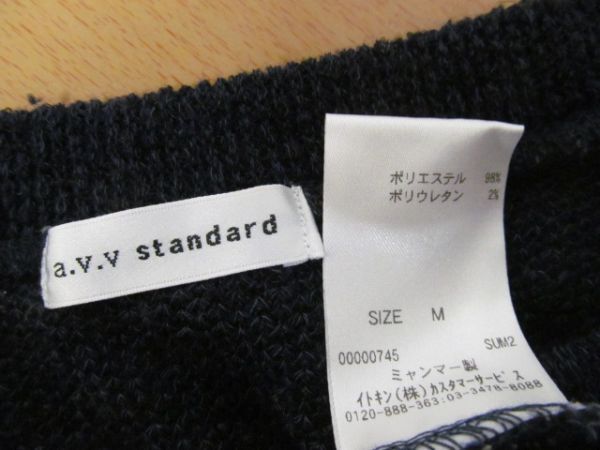 a.v.v standard
ポリエステル 98%
ポリウレタン 2%
SIZE M
00000745 SUM2
ミャンマー製
イトキン(株)カスタマーサービス
0120-888-363:03-3478-8088